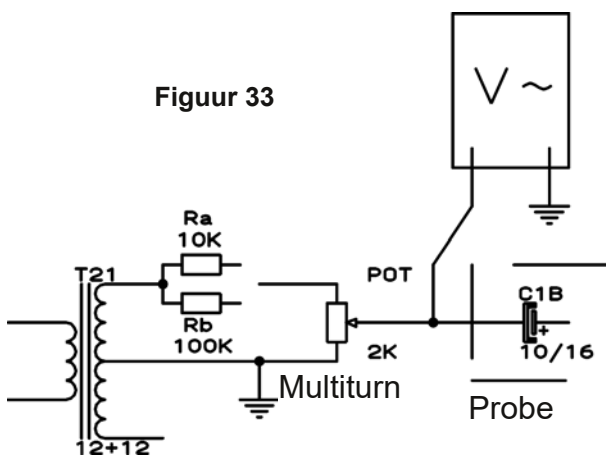 Figuur 33
V ~
Ra
10K
T21
POT
C1B
Rb
100K
2K
+
10/16
Multiturn
Probe
12+12